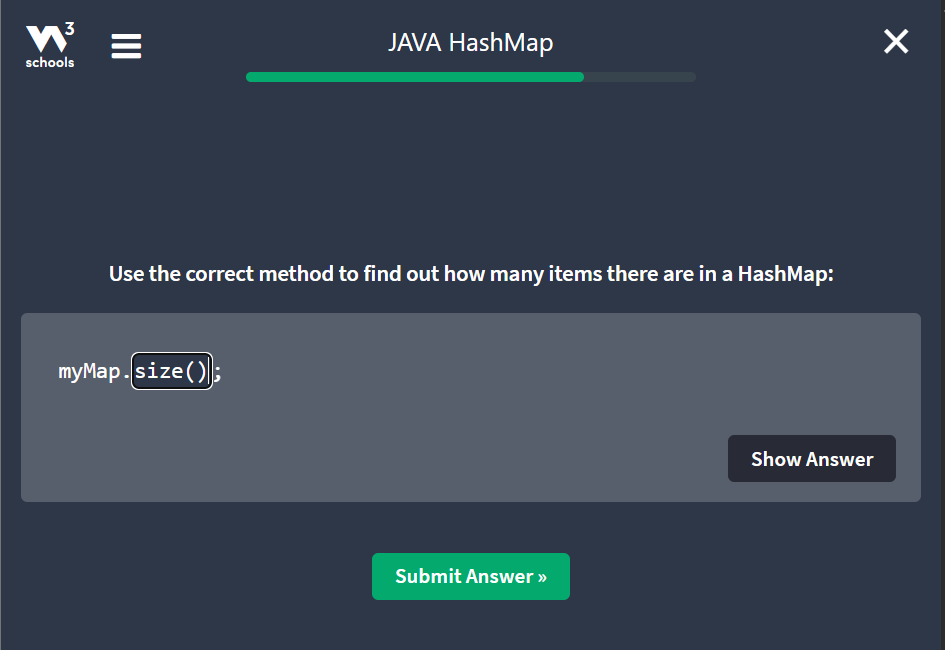 3
schools
JAVA HashMap
Use the correct method to find out how many items there are in a HashMap:
myMap.size();
Show Answer
Submit Answer »